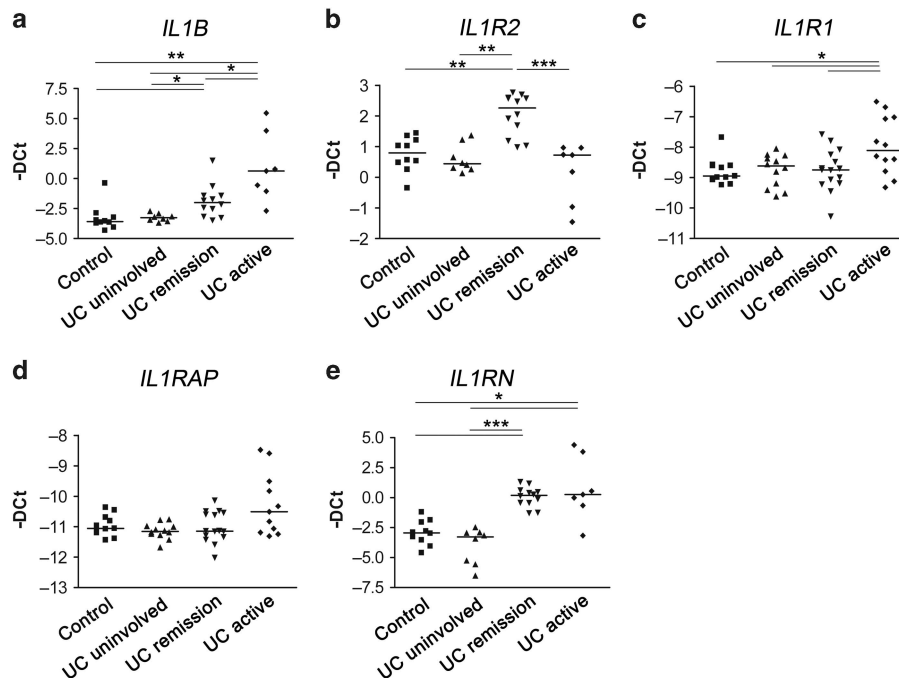 a
IL1B
**
*
*
7.5
5.0
2.5
0.0
–2.5
–5.0
-DCt
Control
UC uninvolved
UC remission
UC active
b
IL1R2
**
**
***
3
2
1
0
–1
–2
-DCt
Control
UC uninvolved
UC remission
UC active
c
IL1R1
*
–6
–7
–8
–9
–10
–11
-DCt
Control
UC uninvolved
UC remission
UC active
d
IL1RAP
–8
–9
–10
–11
–12
–13
-DCt
Control
UC uninvolved
UC remission
UC active
e
IL1RN
*
***
5.0
2.5
0.0
–2.5
–5.0
–7.5
-DCt
Control
UC uninvolved
UC remission
UC active